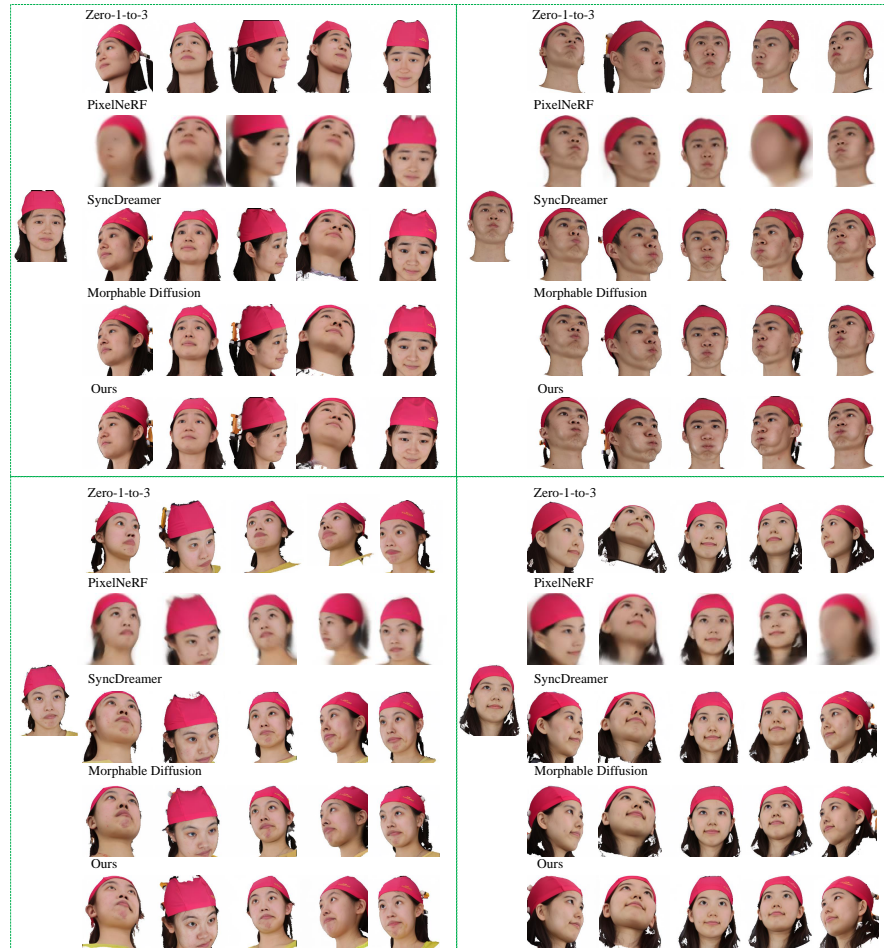 Zero-1-to-3
PixelNeRF
SyncDreamer
Morphable Diffusion
Ours
Zero-1-to-3
PixelNeRF
SyncDreamer
Morphable Diffusion
Ours
Zero-1-to-3
PixelNeRF
SyncDreamer
Morphable Diffusion
Ours
Zero-1-to-3
PixelNeRF
SyncDreamer
Morphable Diffusion
Ours